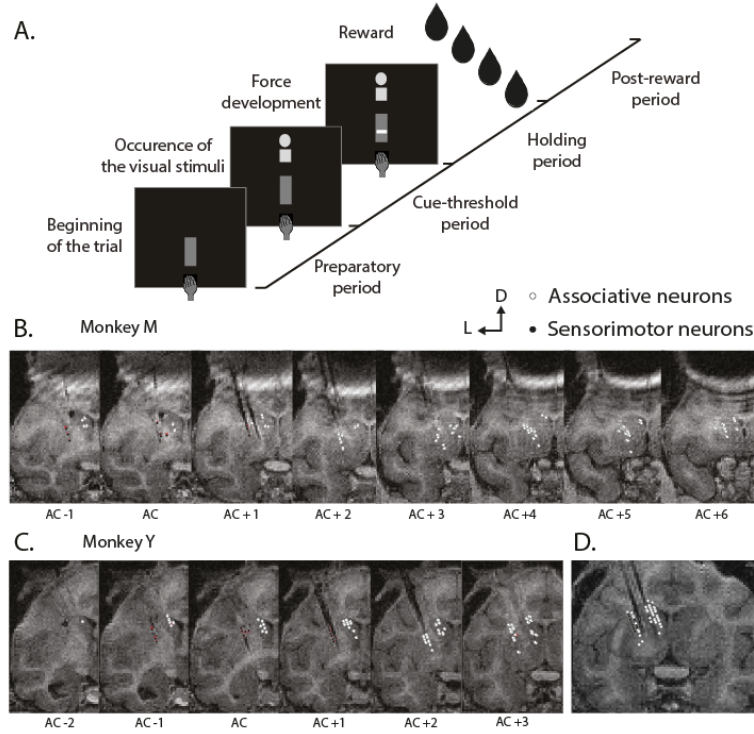 A.
Reward
Force
development
Occurence of
the visual stimuli
Beginning
of the trial
Post-reward
period
Holding
period
Cue-threshold
period
Preparatory
period
D
L
Associative neurons
Sensorimotor neurons
B. Monkey M
AC -1 AC AC + 1 AC + 2 AC + 3 AC +4 AC +5 AC +6
C. Monkey Y
D.
AC -2 AC -1 AC AC +1 AC +2 AC +3